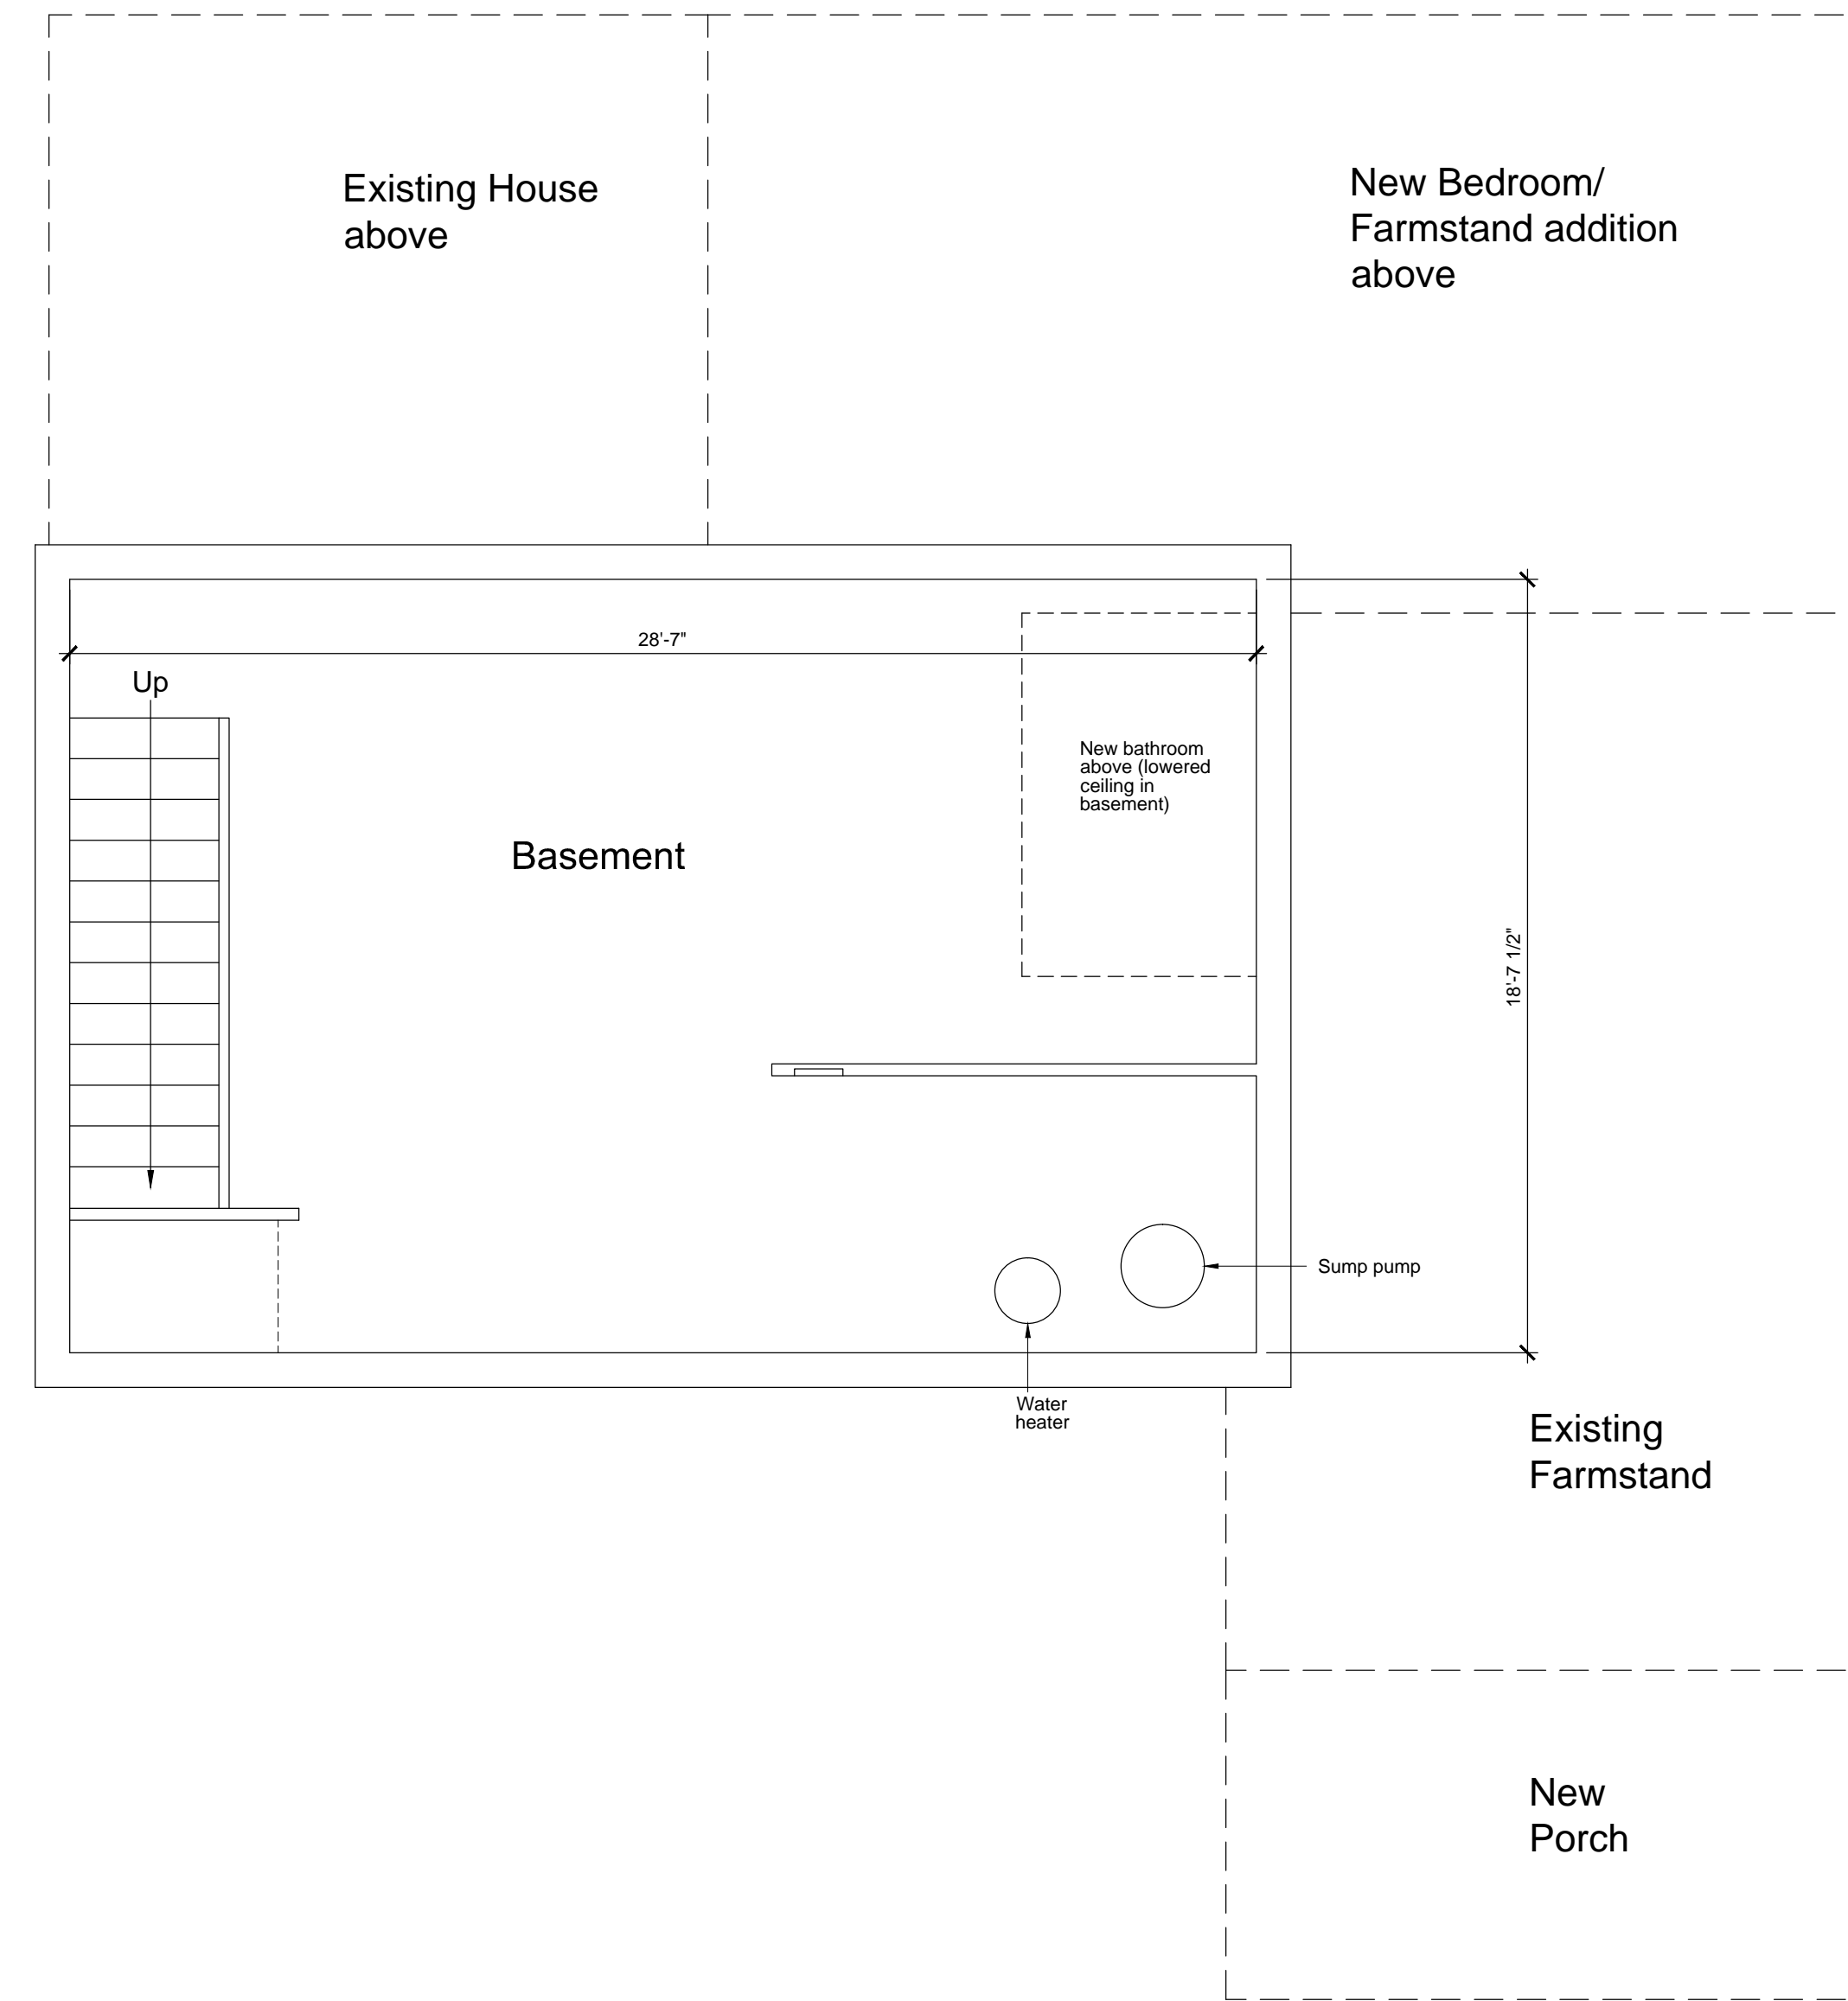 Existing House
above
New Bedroom/
Farmstand addition
above
28'-7"
Up
New bathroom
above (lowered
ceiling in
basement)
Basement
18'-7 1/2"
Sump pump
Water
heater
Existing
Farmstand
New
Porch